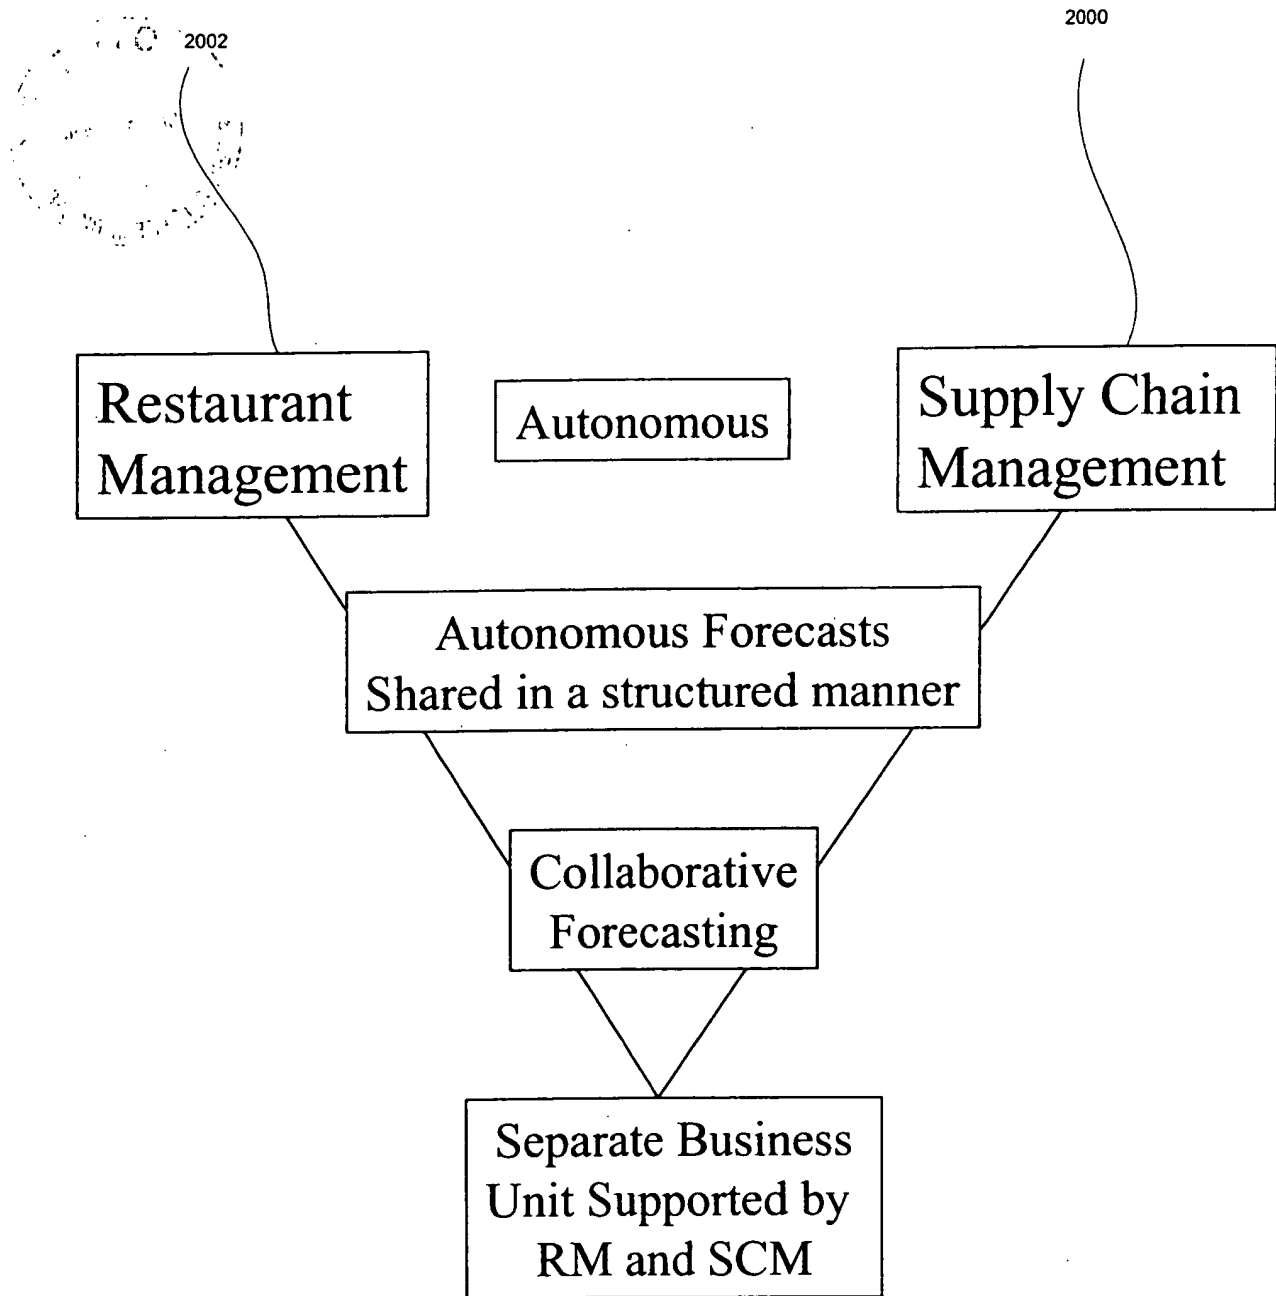 2002
2000
Restaurant
Management
Autonomous
Supply Chain
Management
Autonomous Forecasts
Shared in a structured manner
Collaborative
Forecasting
Separate Business
Unit Supported by
RM and SCM